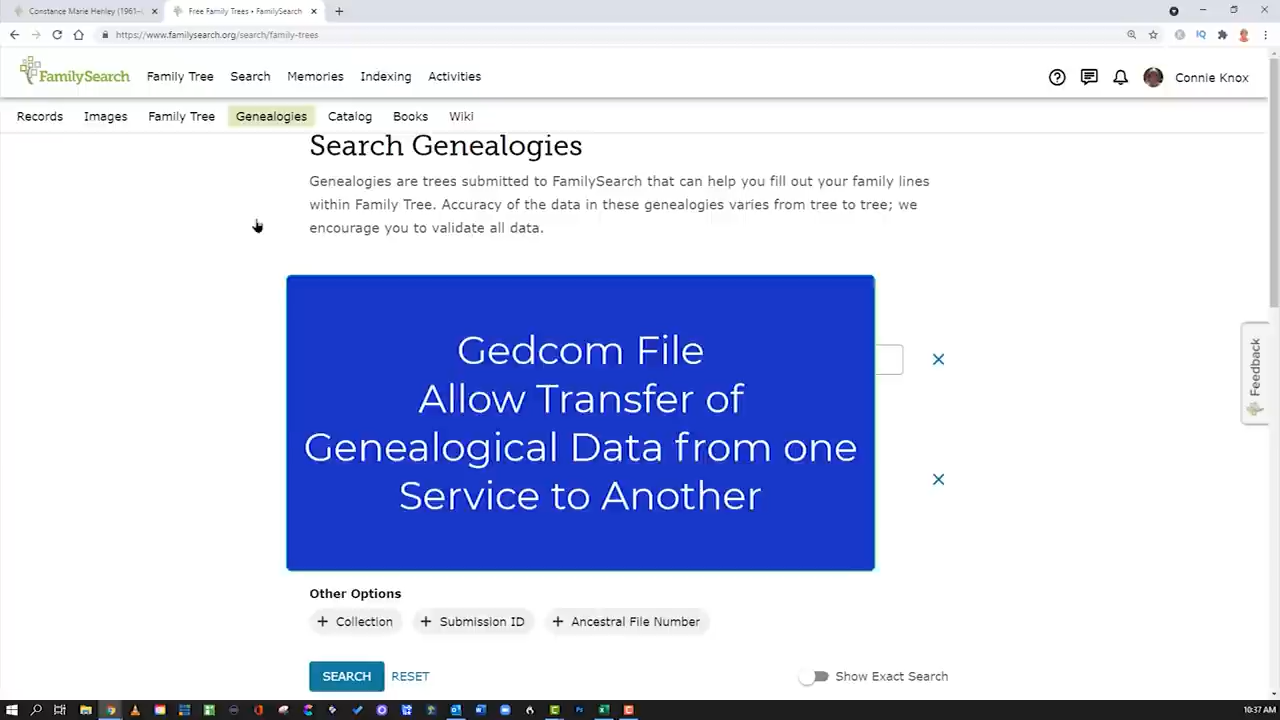 Constance Marie Henley (1961–
Free Family Trees • FamilySearch
https://www.familysearch.org/search/family-trees
FamilySearch
Family Tree
Search
Memories
Indexing
Activities
Connie Knox
Records
Images
Family Tree
Genealogies
Catalog
Books
Wiki
Search Genealogies
Genealogies are trees submitted to FamilySearch that can help you fill out your family lines
within Family Tree. Accuracy of the data in these genealogies varies from tree to tree; we
encourage you to validate all data.
Gedcom File
Allow Transfer of
Genealogical Data from one
Service to Another
Feedback
Other Options
+ Collection
+ Submission ID
+ Ancestral File Number
SEARCH
RESET
Show Exact Search
10:37 AM